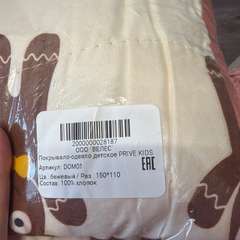 2000000028187
ООО ВЕЛЕС
Покрывало-одеяло детское PRIVE KIDS
Артикул: DOM01
Цв.: бежевый/ Раз.: 150*110
Состав: 100% хлопок
EAC